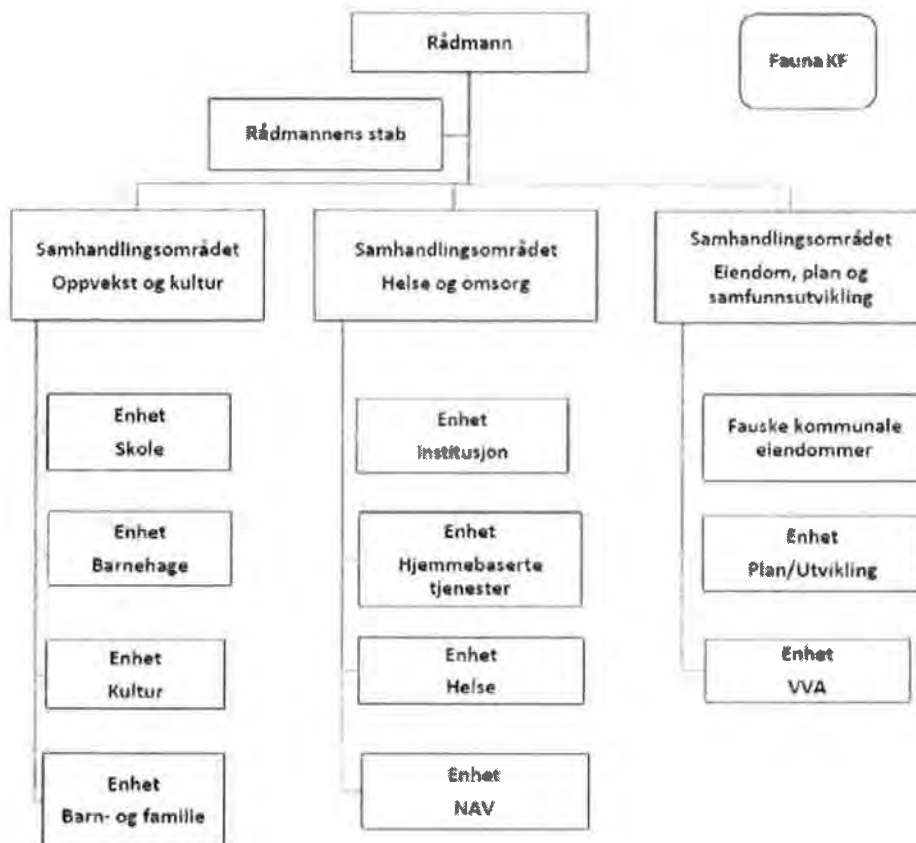 Rådmann
Fauna KF
Rådmannens stab
Samhandlingsområdet
Oppvekst og kultur
Samhandlingsområdet
Helse og omsorg
Samhandlingsområdet
Eiendom, plan og
samfunnsutvikling
Enhet
Skole
Enhet
Barnehage
Enhet
Kultur
Enhet
Barn- og familie
Enhet
Institusjon
Enhet
Hjemmebaserte
tjenester
Enhet
Helse
Enhet
NAV
Fauske kommunale
eiendommer
Enhet
Plan/Utvikling
Enhet
VVA